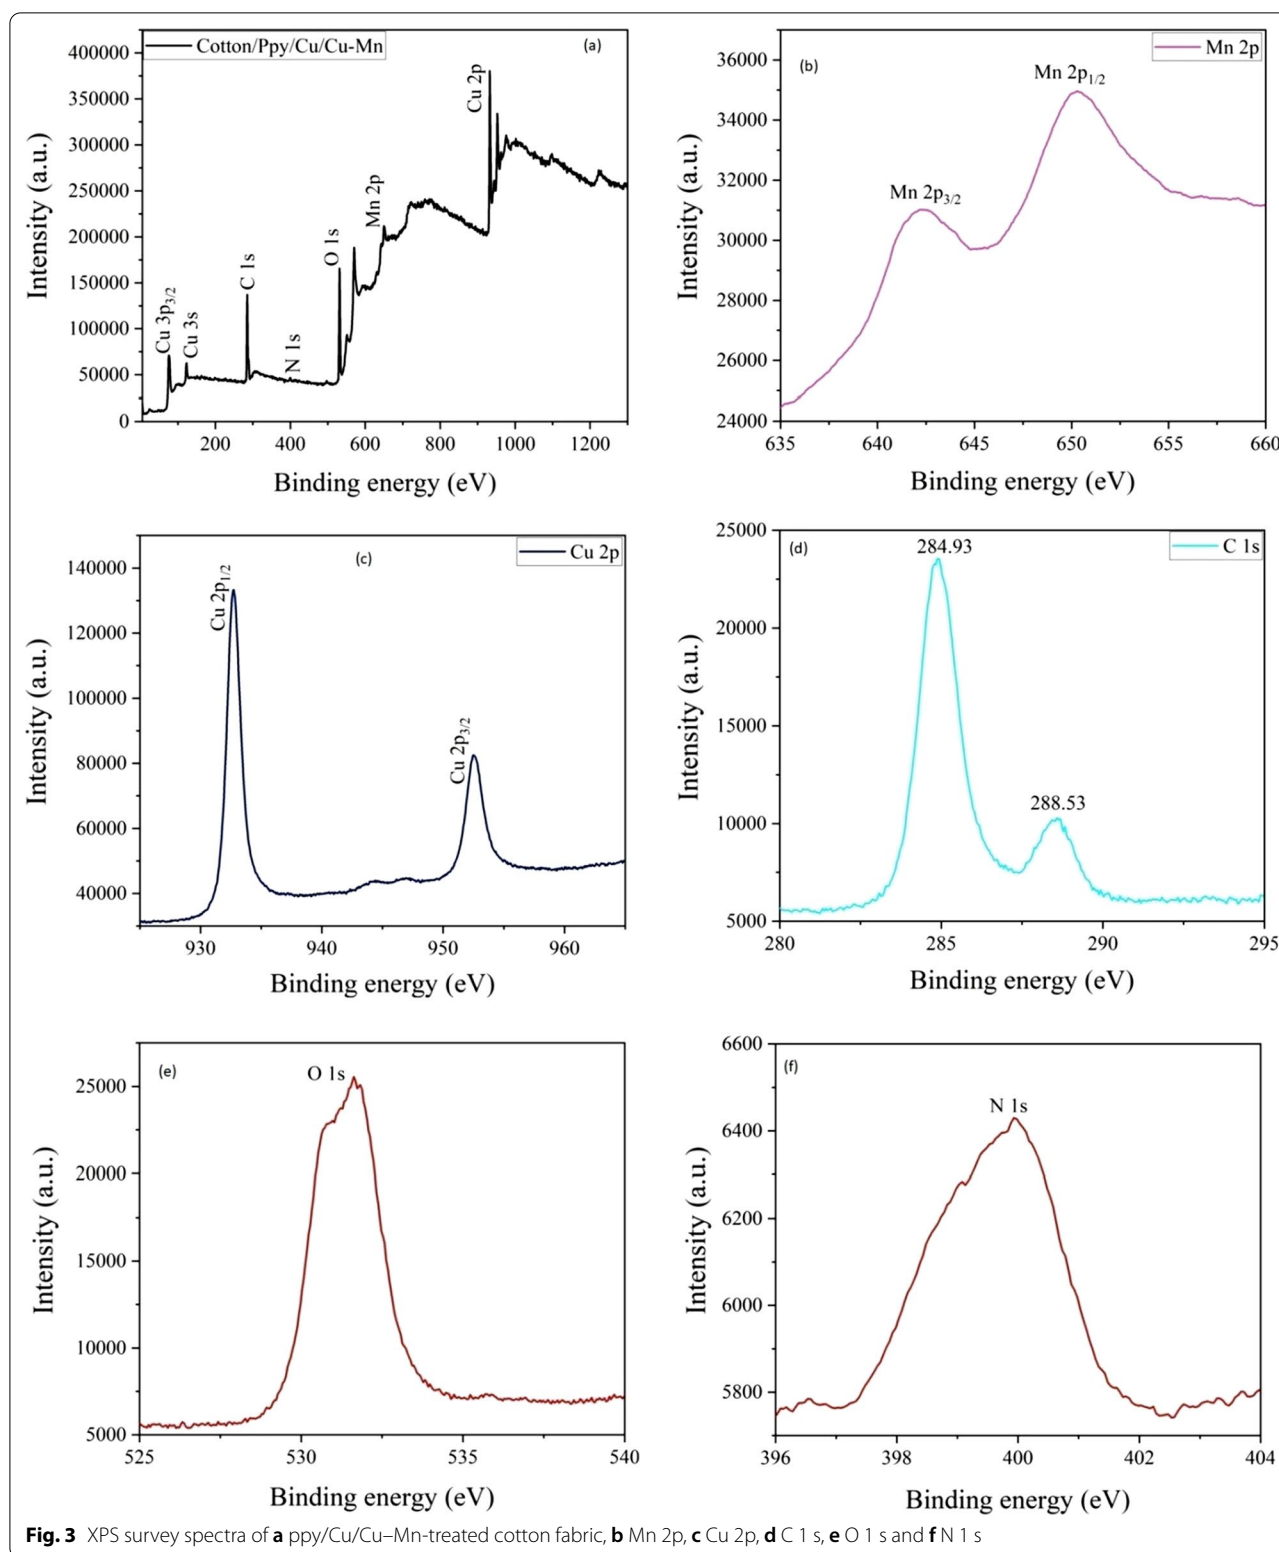 Cotton/Ppy/Cu/Cu-Mn
(a)
400000
350000
300000
250000
200000
150000
100000
50000
0
Intensity (a.u.)
Cu 3p3/2
Cu 3s
C 1s
N 1s
O 1s
Mn 2p
Cu 2p
200 400 600 800 1000 1200
Binding energy (eV)
Mn 2p
(b)
36000
34000
32000
30000
28000
26000
24000
Intensity (a.u.)
Mn 2p3/2
Mn 2p1/2
635 640 645 650 655 660
Binding energy (eV)
Cu 2p
(c)
140000
120000
100000
80000
60000
40000
Intensity (a.u.)
Cu 2p1/2
Cu 2p3/2
930 940 950 960
Binding energy (eV)
C 1s
(d)
25000
20000
15000
10000
5000
Intensity (a.u.)
284.93
288.53
280 285 290 295
Binding energy (eV)
(e)
O 1s
25000
20000
15000
10000
5000
Intensity (a.u.)
525 530 535 540
Binding energy (eV)
(f)
N 1s
6600
6400
6200
6000
5800
Intensity (a.u.)
396 398 400 402 404
Binding energy (eV)
Fig. 3 XPS survey spectra of a ppy/Cu/Cu–Mn-treated cotton fabric, b Mn 2p, c Cu 2p, d C 1 s, e O 1 s and f N 1 s